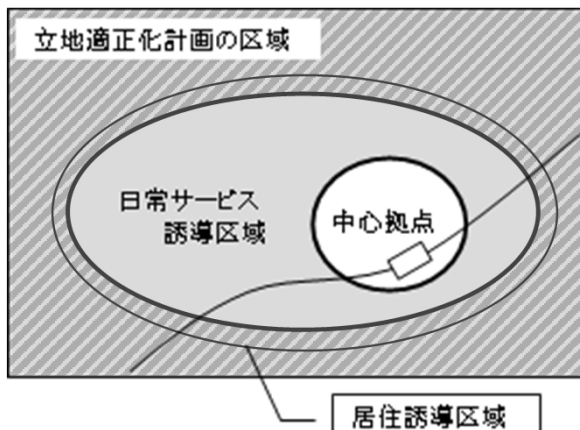 立地適正化計画の区域
日常サービス
誘導区域
中心拠点
居住誘導区域